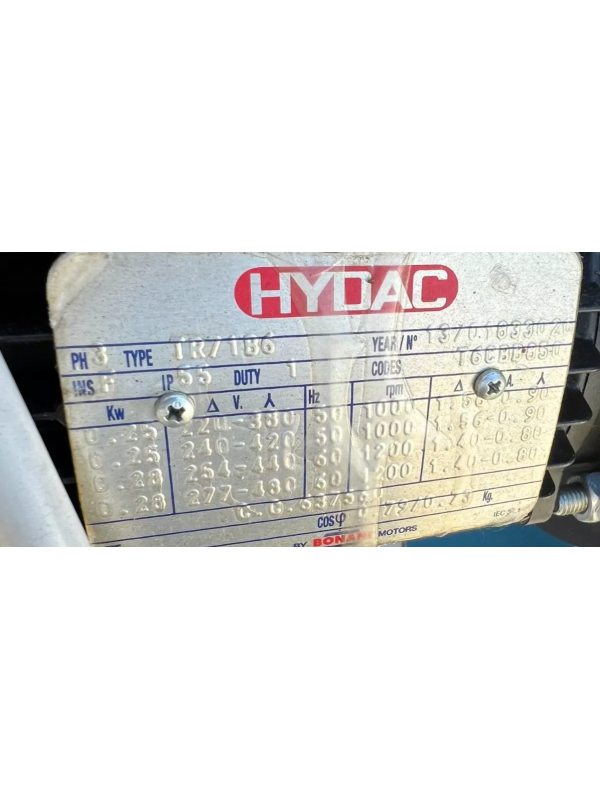 HYDAC
PH 3 TYPE TR/186 YEAR/N°
INS F IP 55 DUTY 1 CODES
Kw Δ V. ⅄ Hz rpm Δ A. ⅄
0.25 220-380 50 1000 1.56-0.90
0.25 240-420 50 1000 1.56-0.90
0.28 254-440 60 1200 1.40-0.80
0.28 277-480 60 1200 1.40-0.80
cosφ Kg.
BY BONANI MOTORS